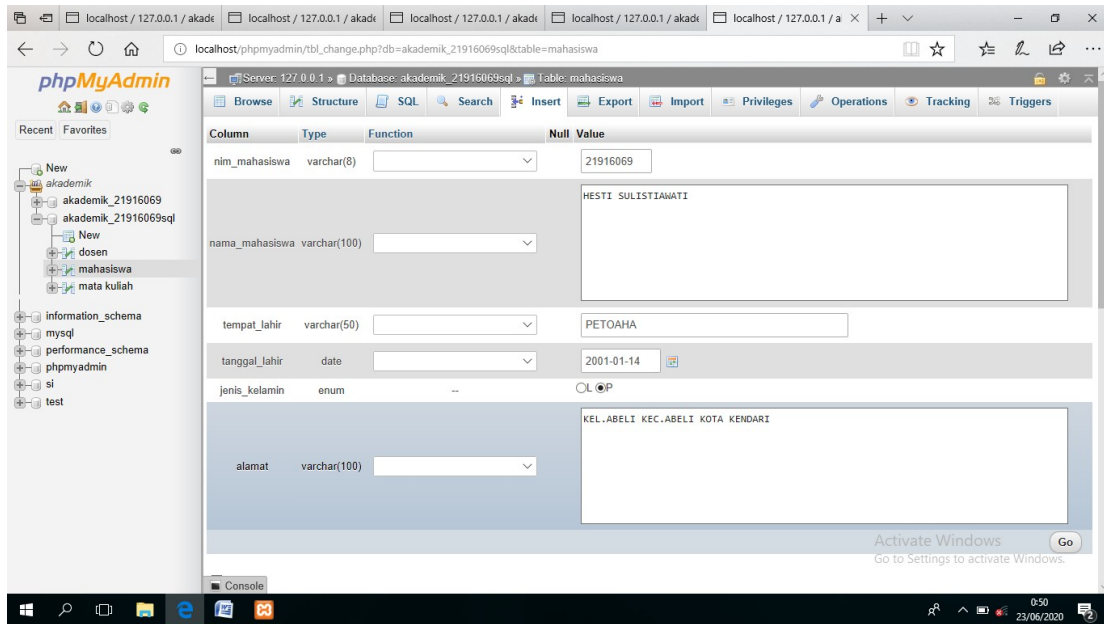 localhost / 127.0.0.1 / akade localhost / 127.0.0.1 / akade localhost / 127.0.0.1 / akade localhost / 127.0.0.1 / akade localhost / 127.0.0.1 / a
localhost/phpmyadmin/tbl_change.php?db=akademik_21916069sql&table=mahasiswa
phpMyAdmin
Recent Favorites
New
akademik
akademik_21916069
akademik_21916069sql
New
dosen
mahasiswa
mata kuliah
information_schema
mysql
performance_schema
phpmyadmin
si
test
Server: 127.0.0.1 » Database: akademik_21916069sql » Table: mahasiswa
Browse Structure SQL Search Insert Export Import Privileges Operations Tracking Triggers
Column Type Function Null Value
nim_mahasiswa varchar(8) 21916069
nama_mahasiswa varchar(100) HESTI SULISTIAWATI
tempat_lahir varchar(50) PETOAHA
tanggal_lahir date 2001-01-14
jenis_kelamin enum -- L P
alamat varchar(100) KEL.ABELI KEC.ABELI KOTA KENDARI
Go
Activate Windows
Go to Settings to activate Windows.
Console
0:50
23/06/2020
2